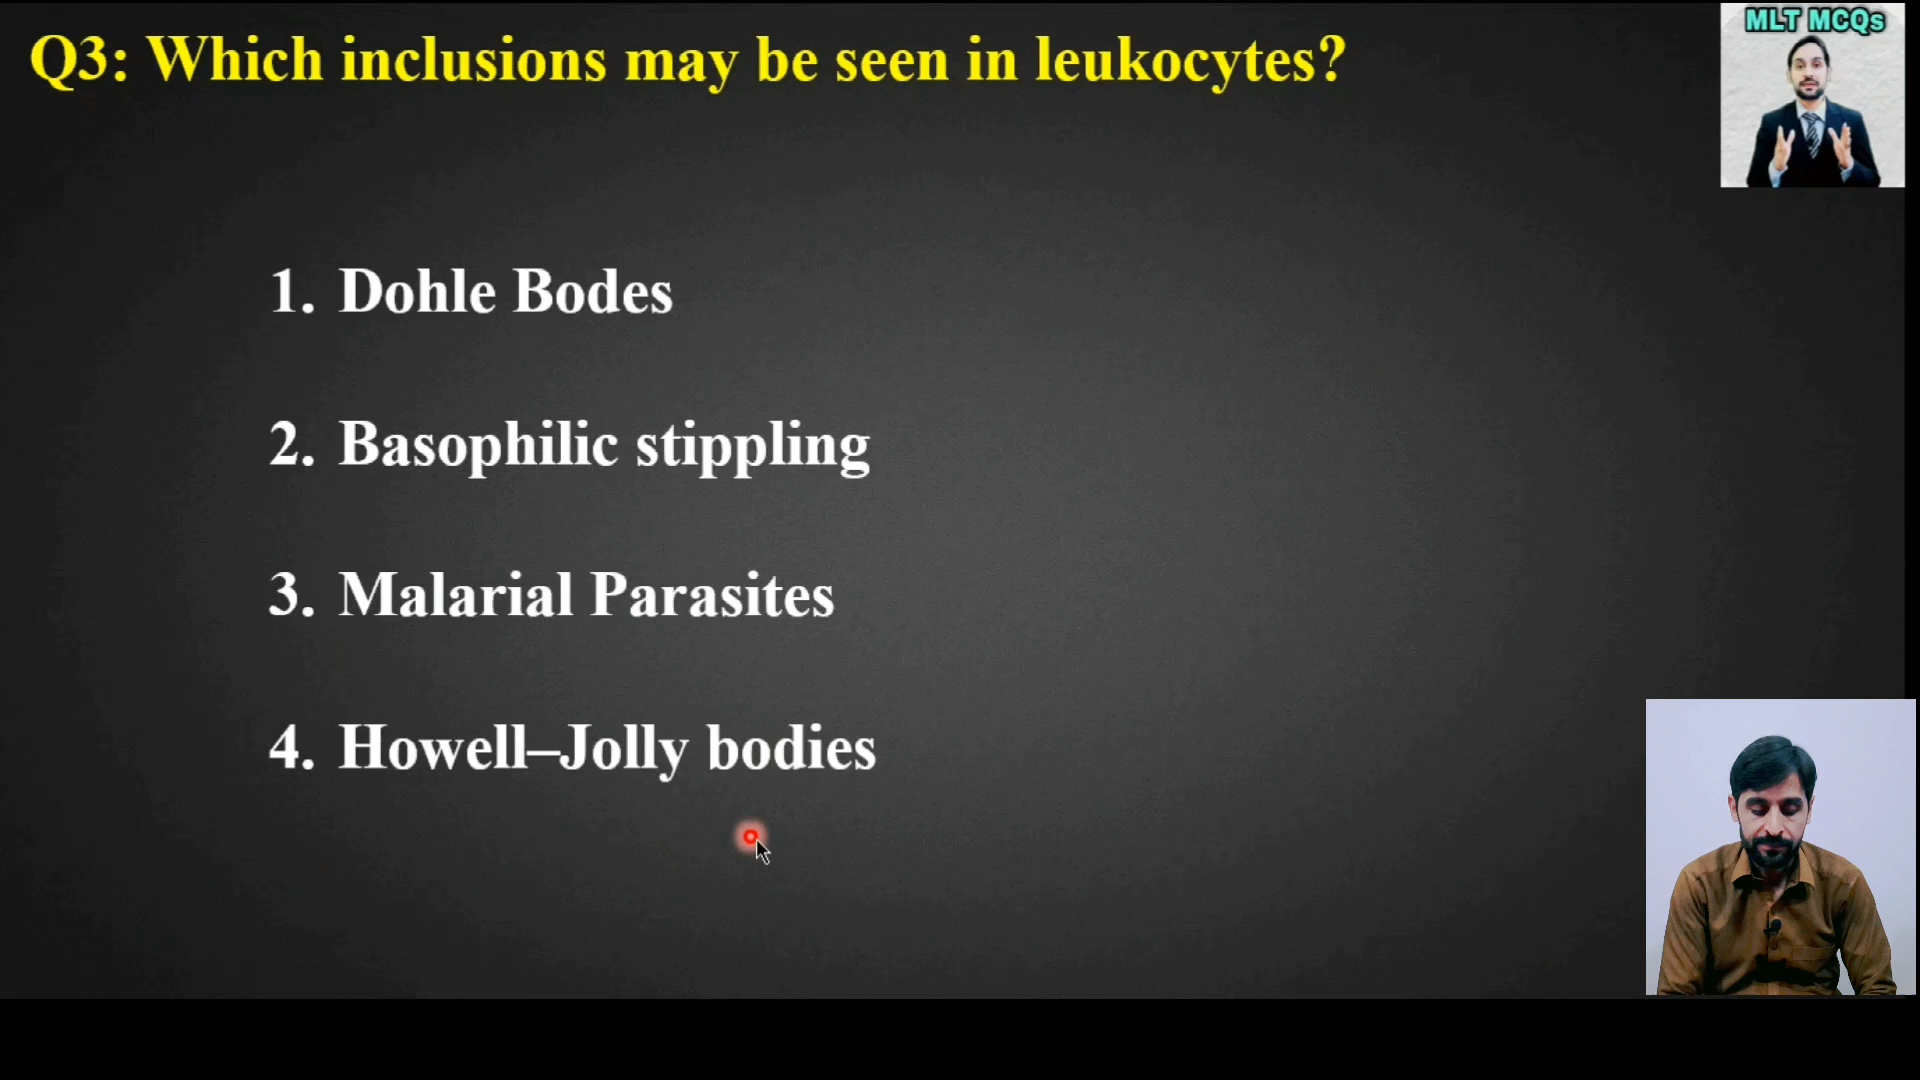 MLT MCQs
Q3: Which inclusions may be seen in leukocytes?
1. Dohle Bodes
2. Basophilic stippling
3. Malarial Parasites
4. Howell–Jolly bodies